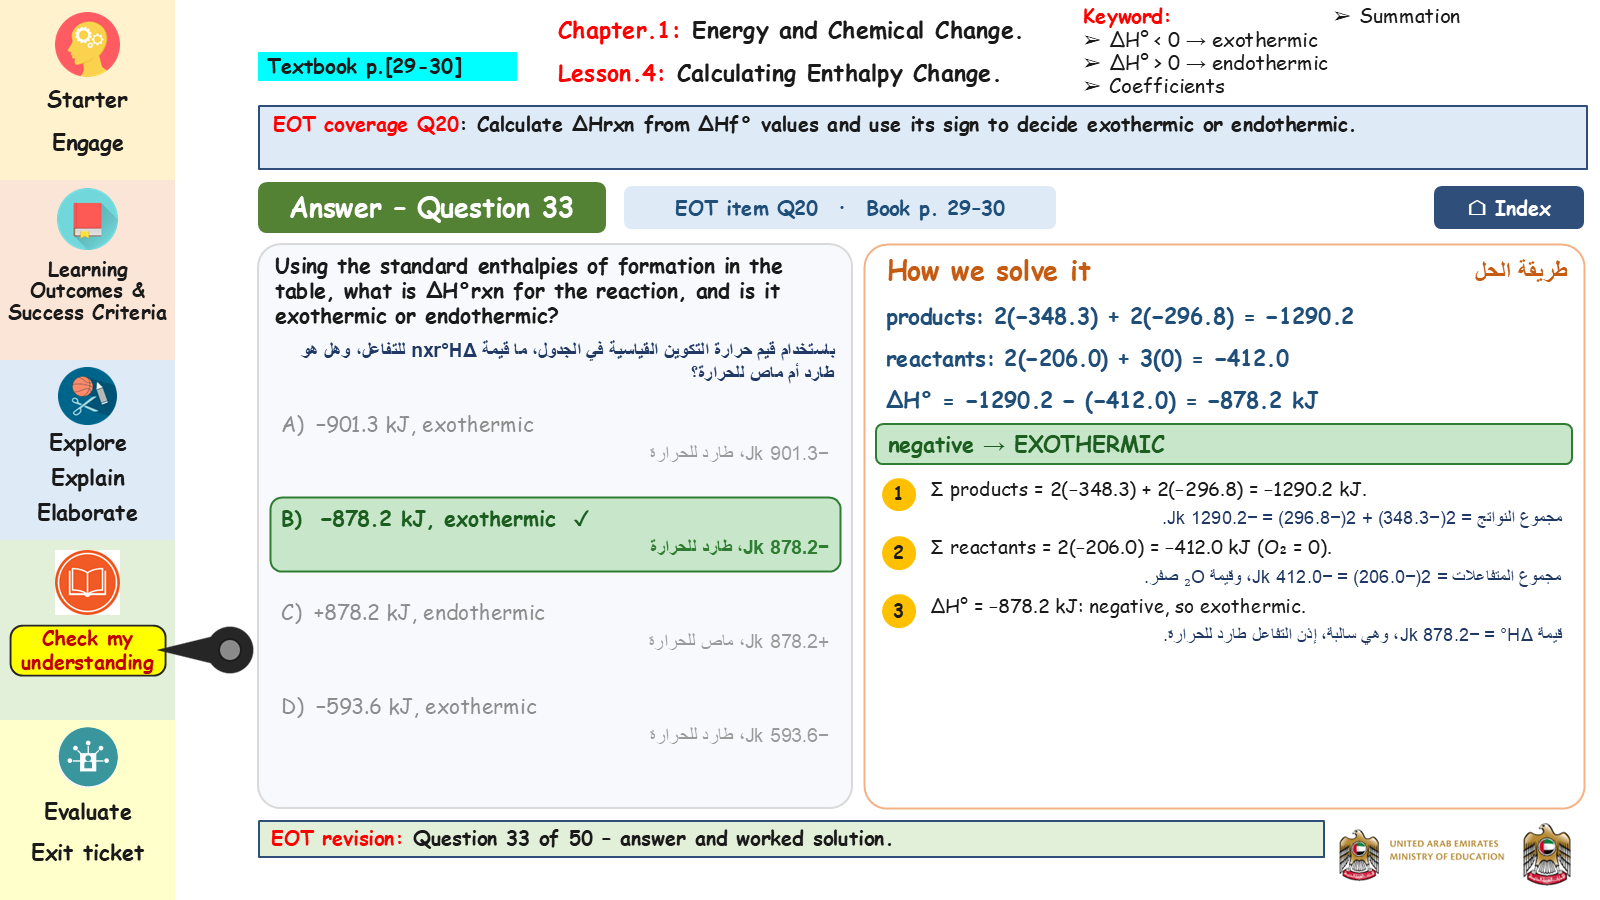 Starter
Engage
Learning
Outcomes &
Success Criteria
Explore
Explain
Elaborate
Check my
understanding
Evaluate
Exit ticket
Textbook p.[29-30]
Chapter.1: Energy and Chemical Change.
Lesson.4: Calculating Enthalpy Change.
Keyword:
➢ ΔH° < 0 → exothermic
➢ ΔH° > 0 → endothermic
➢ Coefficients
➢ Summation
EOT coverage Q20: Calculate ΔHrxn from ΔHf° values and use its sign to decide exothermic or endothermic.
Answer – Question 33
EOT item Q20 · Book p. 29–30
⌂ Index
Using the standard enthalpies of formation in the
table, what is ΔH°rxn for the reaction, and is it
exothermic or endothermic?
باستخدام قيم حرارة التكوين القياسية في الجدول، ما قيمة ΔH°rxn للتفاعل، وهل هو
طارد أم ماص للحرارة؟
A) −901.3 kJ, exothermic
−901.3 kJ، طارد للحرارة
B) −878.2 kJ, exothermic ✓
−878.2 kJ، طارد للحرارة
C) +878.2 kJ, endothermic
+878.2 kJ، ماص للحرارة
D) −593.6 kJ, exothermic
−593.6 kJ، طارد للحرارة
How we solve it
طريقة الحل
products: 2(−348.3) + 2(−296.8) = −1290.2
reactants: 2(−206.0) + 3(0) = −412.0
ΔH° = −1290.2 − (−412.0) = −878.2 kJ
negative → EXOTHERMIC
1 Σ products = 2(−348.3) + 2(−296.8) = −1290.2 kJ.
مجموع النواتج = 2(−348.3) + 2(−296.8) = −1290.2 kJ.
2 Σ reactants = 2(−206.0) = −412.0 kJ (O₂ = 0).
مجموع المتفاعلات = 2(−206.0) = −412.0 kJ، وقيمة O₂ صفر.
3 ΔH° = −878.2 kJ: negative, so exothermic.
قيمة ΔH° = −878.2 kJ، وهي سالبة، إذن التفاعل طارد للحرارة.
EOT revision: Question 33 of 50 – answer and worked solution.
UNITED ARAB EMIRATES
MINISTRY OF EDUCATION